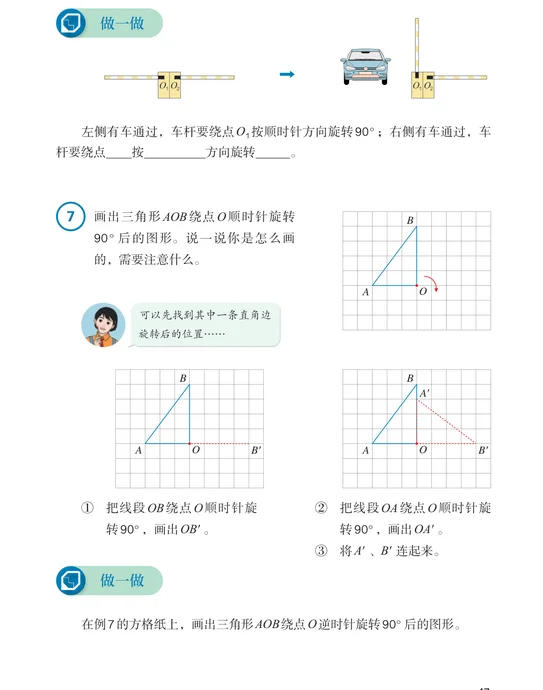 做一做
O₁ O₂
O₁ O₂
左侧有车通过，车杆要绕点O₁按顺时针方向旋转90°；右侧有车通过，车
杆要绕点____按__________方向旋转______。
7 画出三角形AOB绕点O顺时针旋转
90°后的图形。说一说你是怎么画
的，需要注意什么。
B
A O
可以先找到其中一条直角边
旋转后的位置……
B
A O B′
B
A′
A O B′
① 把线段OB绕点O顺时针旋
转90°，画出OB′。
② 把线段OA绕点O顺时针旋
转90°，画出OA′。
③ 将A′、B′连起来。
做一做
在例7的方格纸上，画出三角形AOB绕点O逆时针旋转90°后的图形。